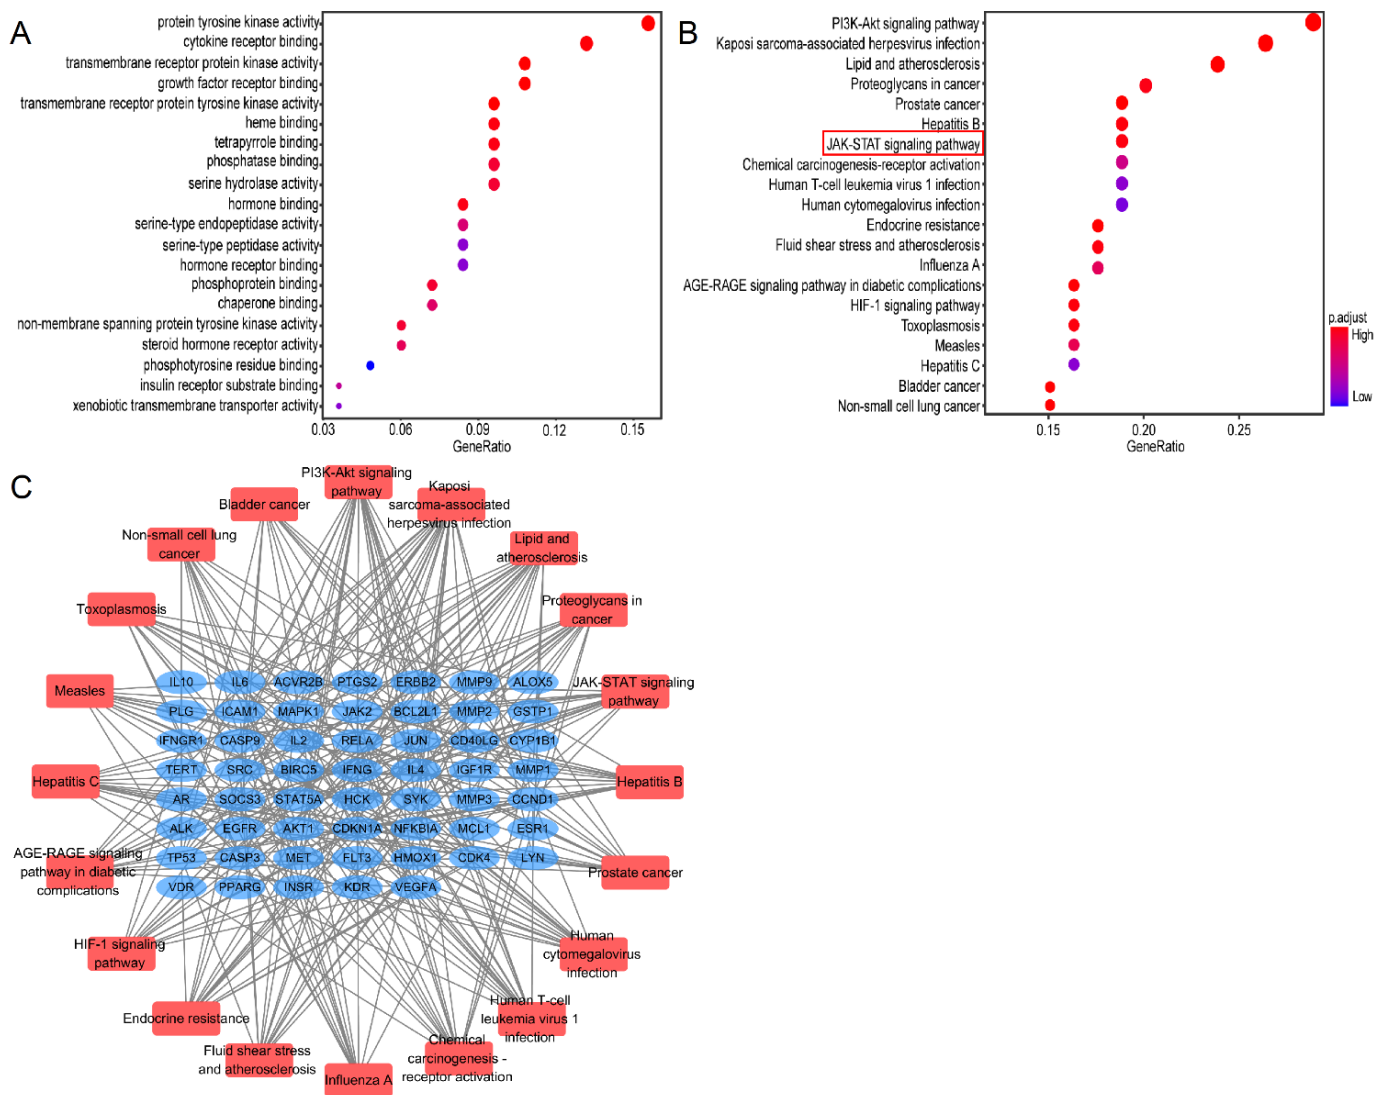 A
protein tyrosine kinase activity
cytokine receptor binding
transmembrane receptor protein kinase activity
growth factor receptor binding
transmembrane receptor protein tyrosine kinase activity
heme binding
tetrapyrrole binding
phosphatase binding
serine hydrolase activity
hormone binding
serine-type endopeptidase activity
serine-type peptidase activity
hormone receptor binding
phosphoprotein binding
chaperone binding
non-membrane spanning protein tyrosine kinase activity
steroid hormone receptor activity
phosphotyrosine residue binding
insulin receptor substrate binding
xenobiotic transmembrane transporter activity
0.03 0.06 0.09 0.12 0.15
GeneRatio
B
PI3K-Akt signaling pathway
Kaposi sarcoma-associated herpesvirus infection
Lipid and atherosclerosis
Proteoglycans in cancer
Prostate cancer
Hepatitis B
JAK-STAT signaling pathway
Chemical carcinogenesis-receptor activation
Human T-cell leukemia virus 1 infection
Human cytomegalovirus infection
Endocrine resistance
Fluid shear stress and atherosclerosis
Influenza A
AGE-RAGE signaling pathway in diabetic complications
HIF-1 signaling pathway
Toxoplasmosis
Measles
Hepatitis C
Bladder cancer
Non-small cell lung cancer
0.15 0.20 0.25
GeneRatio
p.adjust
High
Low
C
PI3K-Akt signaling
pathway
Kaposi
sarcoma-associated
herpesvirus infection
Bladder cancer
Non-small cell lung
cancer
Lipid and
atherosclerosis
Toxoplasmosis
Proteoglycans in
cancer
Measles
JAK-STAT signaling
pathway
IL10 IL6 ACVR2B PTGS2 ERBB2 MMP9 ALOX5
PLG ICAM1 MAPK1 JAK2 BCL2L1 MMP2 GSTP1
IFNGR1 CASP9 IL2 RELA JUN CD40LG CYP1B1
TERT SRC BIRC5 IFNG IL4 IGF1R MMP1
AR SOCS3 STAT5A HCK SYK MMP3 CCND1
ALK EGFR AKT1 CDKN1A NFKBIA MCL1 ESR1
TP53 CASP3 MET FLT3 HMOX1 CDK4 LYN
VDR PPARG INSR KDR VEGFA
Hepatitis C
Hepatitis B
AGE-RAGE signaling
pathway in diabetic
complications
Prostate cancer
HIF-1 signaling
pathway
Human
cytomegalovirus
infection
Endocrine resistance
Human T-cell
leukemia virus 1
infection
Fluid shear stress
and atherosclerosis
Chemical
carcinogenesis -
receptor activation
Influenza A